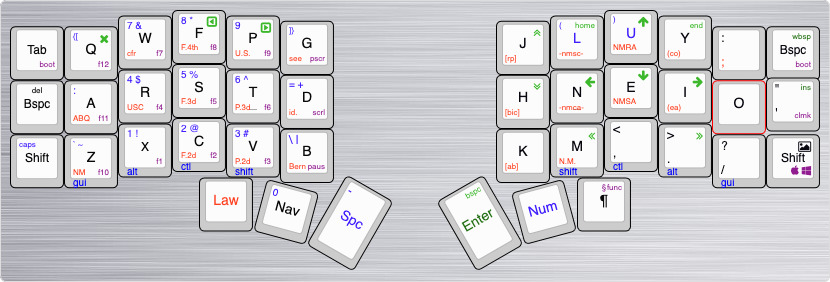 Tab
boot
{[
Q
f12
7 &
W
cfr
f7
8 *
F
F.4th
f8
9
P
U.S.
f9
]}
G
see
pscr
J
[rp]
(
home
L
-nmsc-
)
U
NMRA
end
Y
(co)
:
;
wbsp
Bspc
boot
del
Bspc
:
A
ABQ
f11
4 $
R
USC
f4
5 %
S
F.3d
f5
6 ^
T
P.3d...
f6
= +
D
id.
scrl
H
[bic]
N
-nmca-
E
NMSA
I
(ea)
O
"
ins
'
clmk
caps
Shift
` ~
Z
NM
f10
gui
1 !
X
f1
alt
2 @
C
F.2d
f2
ctl
3 #
V
P.2d
f3
shift
\ |
B
Bern
paus
K
[ab]
M
N.M.
shift
<
,
ctl
>
.
alt
?
/
gui
Shift
Law
0
Nav
-
Spc
bspc
Enter
Num
§func
¶